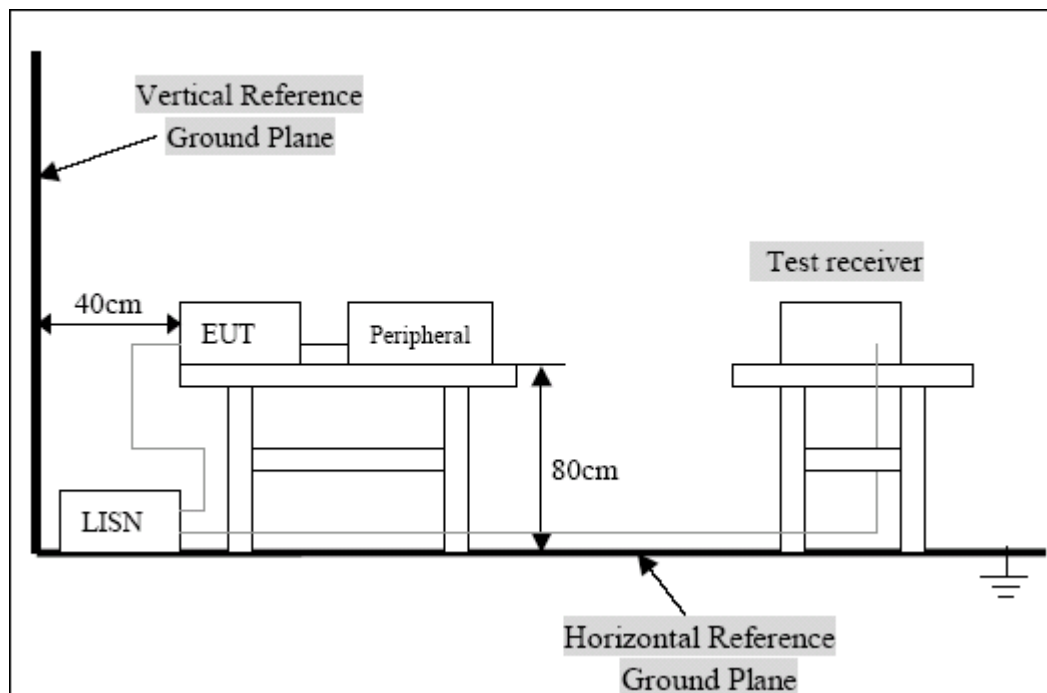 Vertical Reference
Ground Plane
Test receiver
40cm
EUT
Peripheral
80cm
LISN
Horizontal Reference
Ground Plane